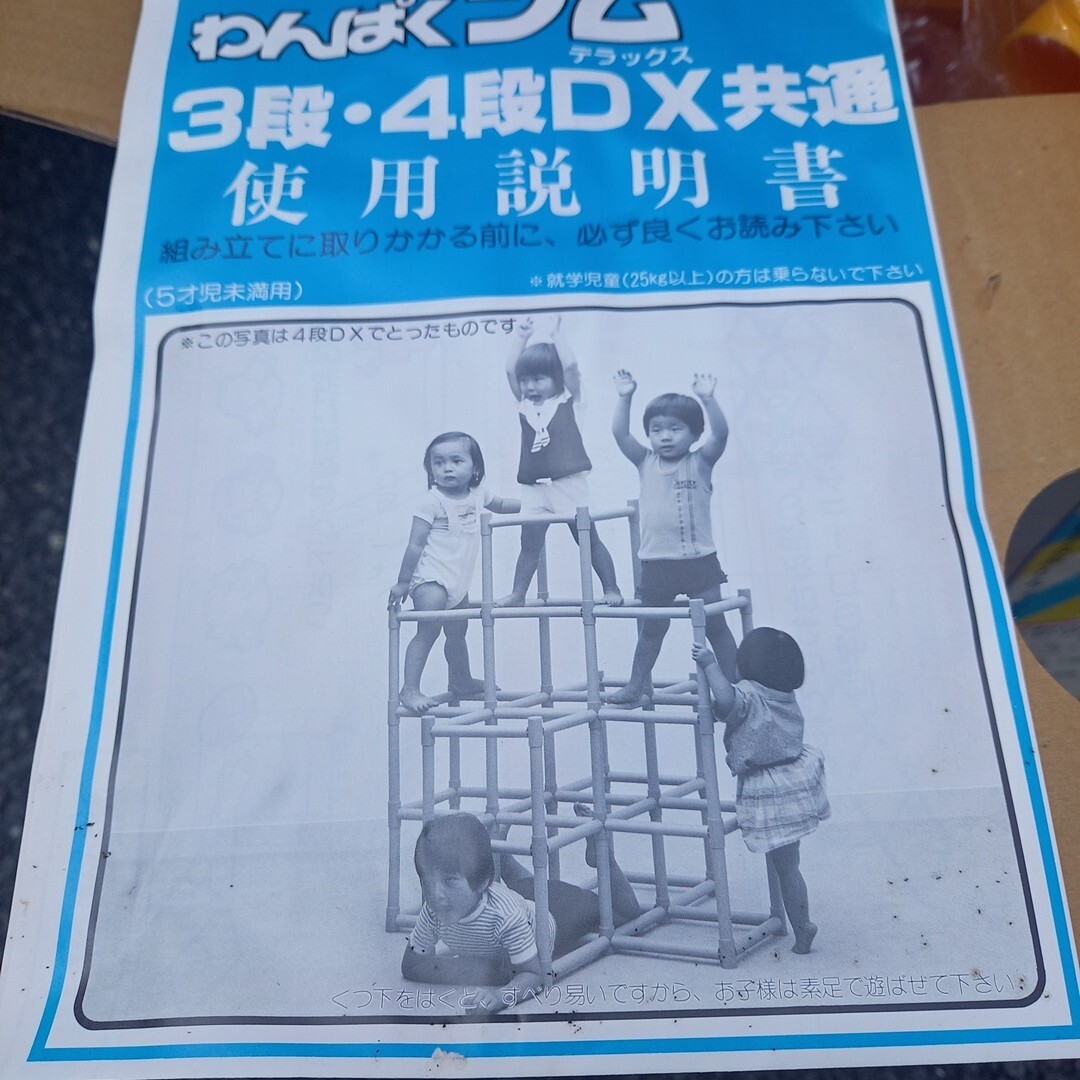 わんぱくジム
デラックス
3段・4段DX共通
使用説明書
組み立てに取りかかる前に、必ず良くお読み下さい
(5才児未満用)
※就学児童(25kg以上)の方は乗らないで下さい
※この写真は4段DXでとったものです
くつ下をはくと、すべり易いですから、お子様は素足で遊ばせて下さい